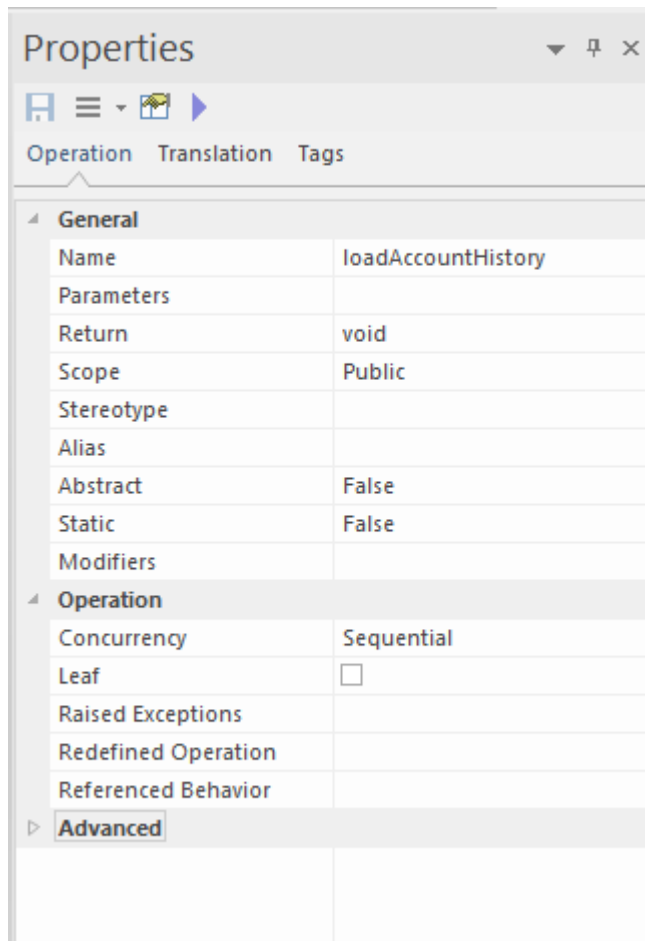 Properties
Operation Translation Tags
General
Name loadAccountHistory
Parameters
Return void
Scope Public
Stereotype
Alias
Abstract False
Static False
Modifiers
Operation
Concurrency Sequential
Leaf
Raised Exceptions
Redefined Operation
Referenced Behavior
Advanced